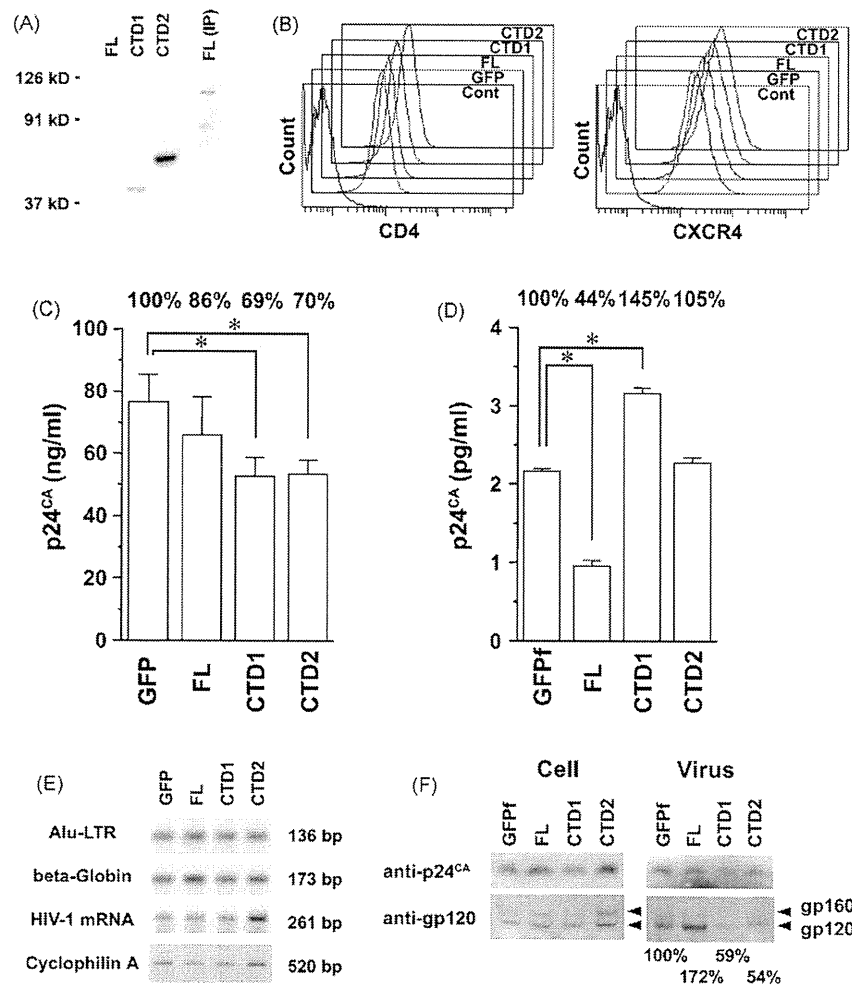 (A)
FL
CTD1
CTD2
FL (IP)
126 kD -
91 kD -
37 kD -
(B)
CTD2
CTD1
FL
GFP
Cont
Count
CD4
CTD2
CTD1
FL
GFP
Cont
Count
CXCR4
(C)
100% 86% 69% 70%
p24CA (ng/ml)
100
80
60
40
20
0
*
*
GFP
FL
CTD1
CTD2
(D)
100% 44% 145% 105%
p24CA (pg/ml)
4
3
2
1
0
*
*
GPFf
FL
CTD1
CTD2
(E)
GFP
FL
CTD1
CTD2
Alu-LTR 136 bp
beta-Globin 173 bp
HIV-1 mRNA 261 bp
Cyclophilin A 520 bp
(F)
Cell
Virus
GFPf
FL
CTD1
CTD2
GFPf
FL
CTD1
CTD2
anti-p24CA
anti-gp120
gp160
gp120
100% 59%
172% 54%